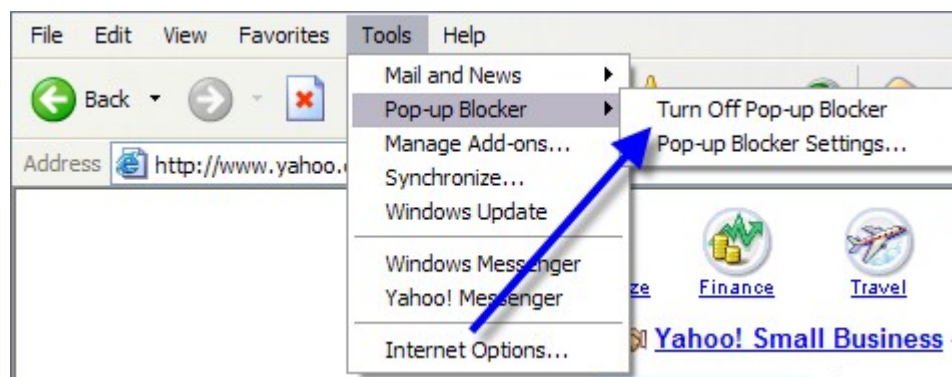 File Edit View Favorites Tools Help
Back
Address http://www.yahoo.
Mail and News
Pop-up Blocker
Manage Add-ons...
Synchronize...
Windows Update
Windows Messenger
Yahoo! Messenger
Internet Options...
Turn Off Pop-up Blocker
Pop-up Blocker Settings...
ze Finance Travel
Yahoo! Small Business